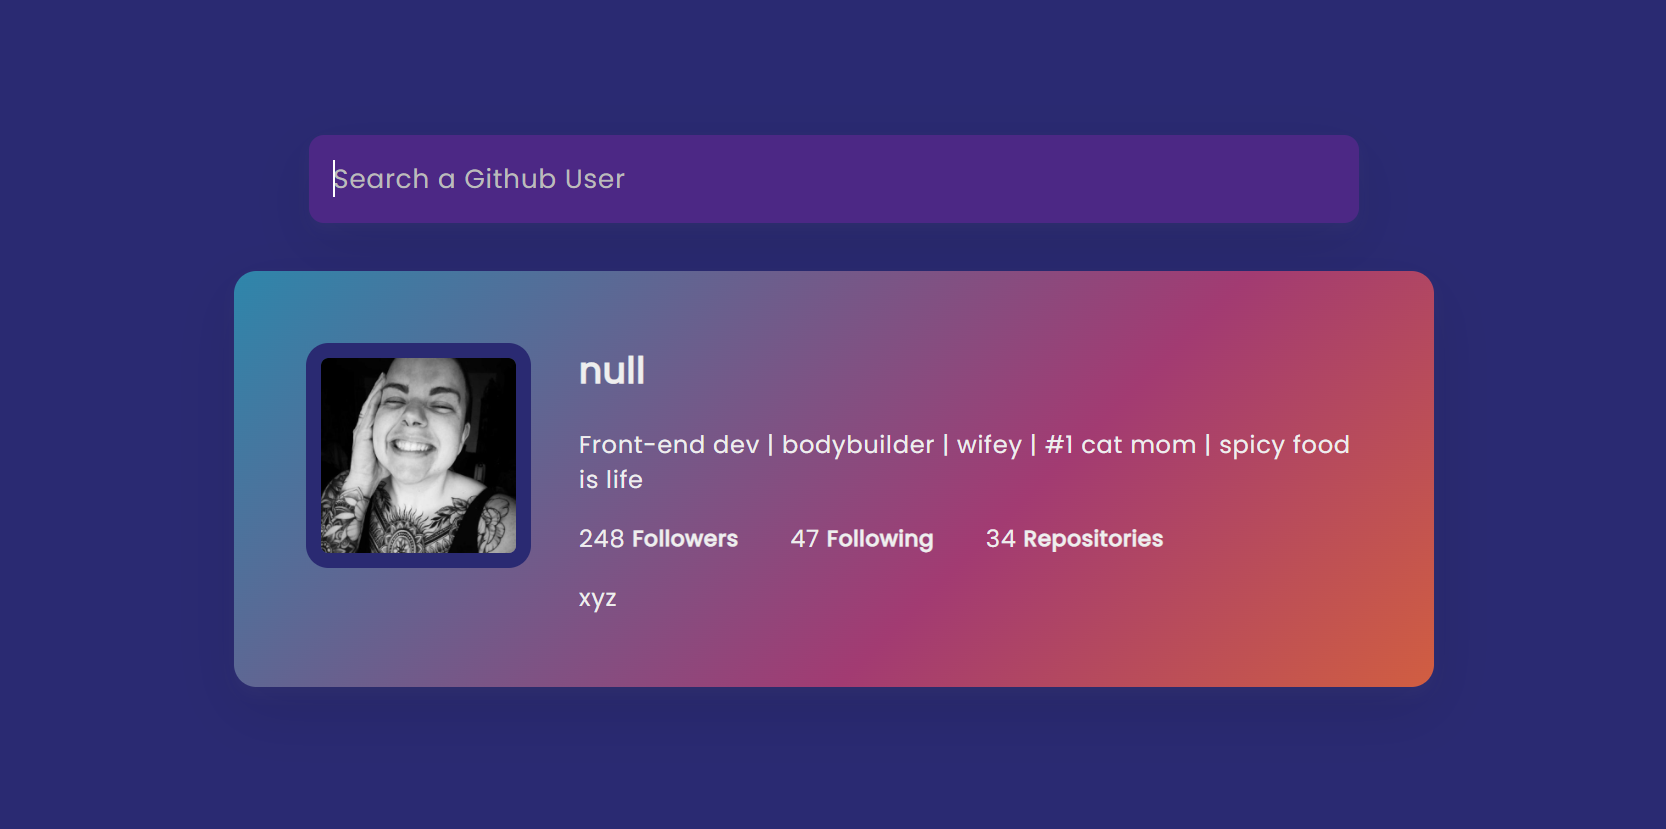 Search a Github User
null
Front-end dev | bodybuilder | wifey | #1 cat mom | spicy food
is life
248 Followers 47 Following 34 Repositories
xyz